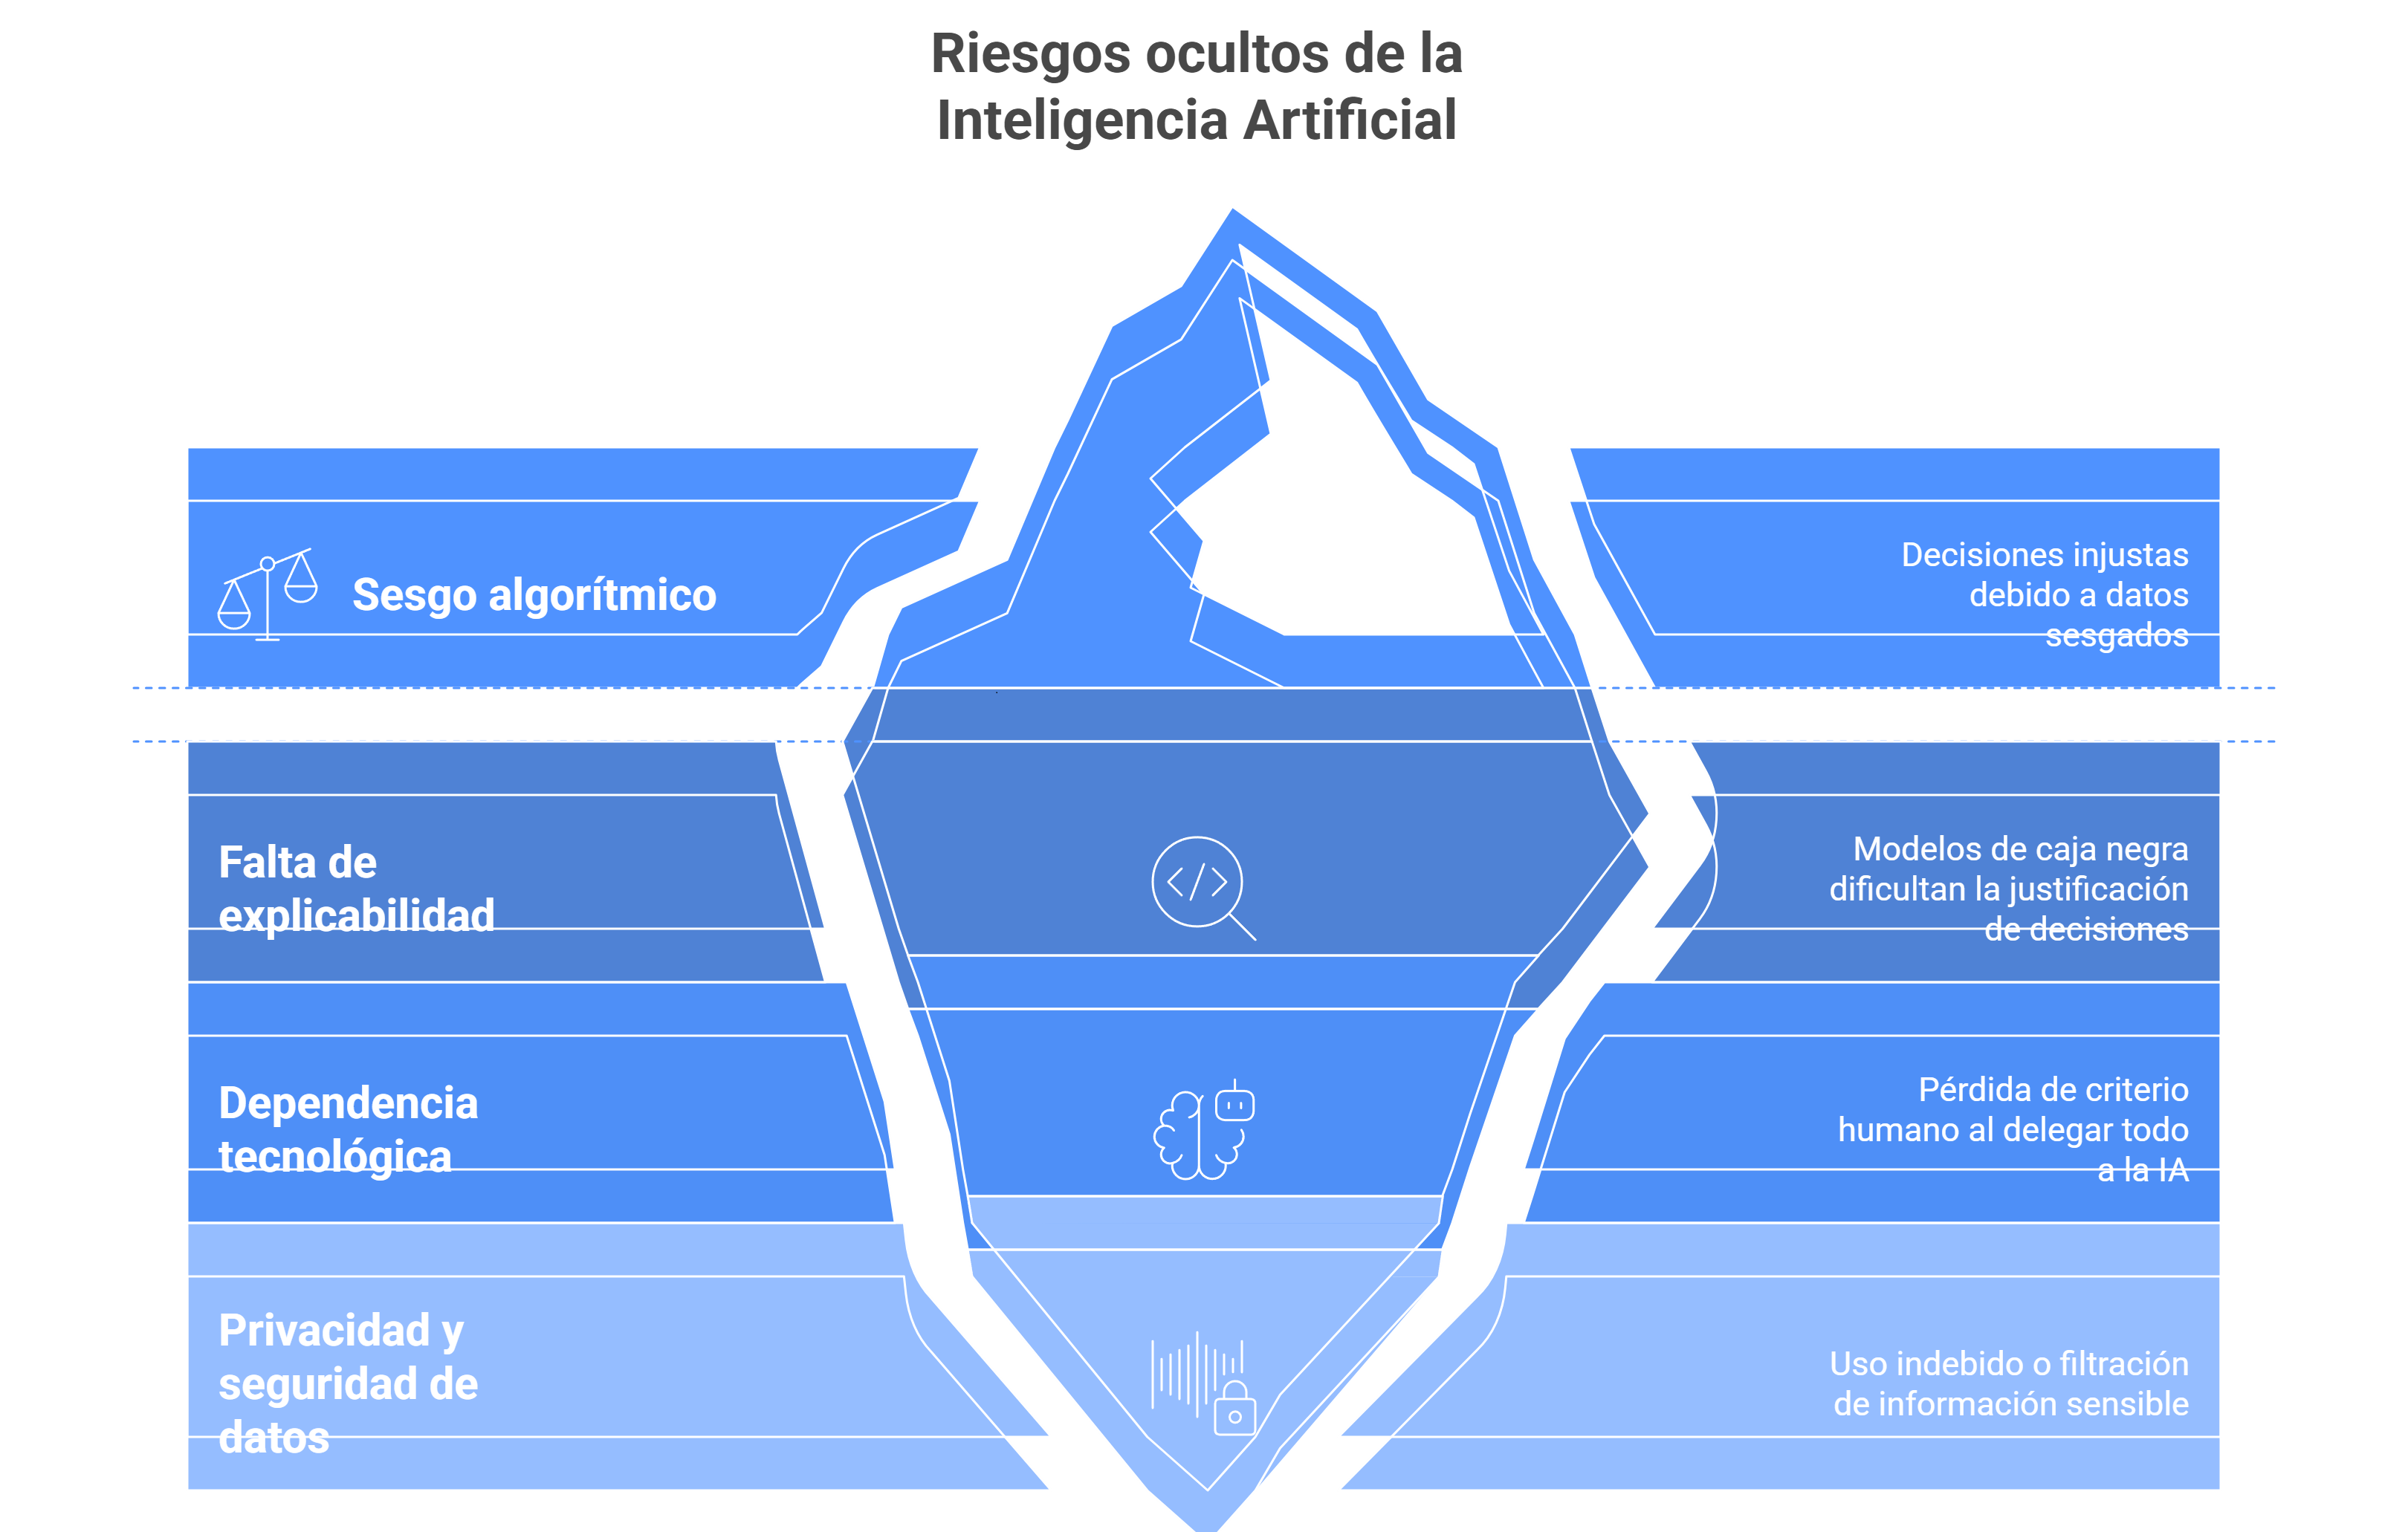 Riesgos ocultos de la
Inteligencia Artificial
Sesgo algorítmico
Decisiones injustas
debido a datos
sesgados
Falta de
explicabilidad
Modelos de caja negra
dificultan la justificación
de decisiones
Dependencia
tecnológica
Pérdida de criterio
humano al delegar todo
a la IA
Privacidad y
seguridad de
datos
Uso indebido o filtración
de información sensible